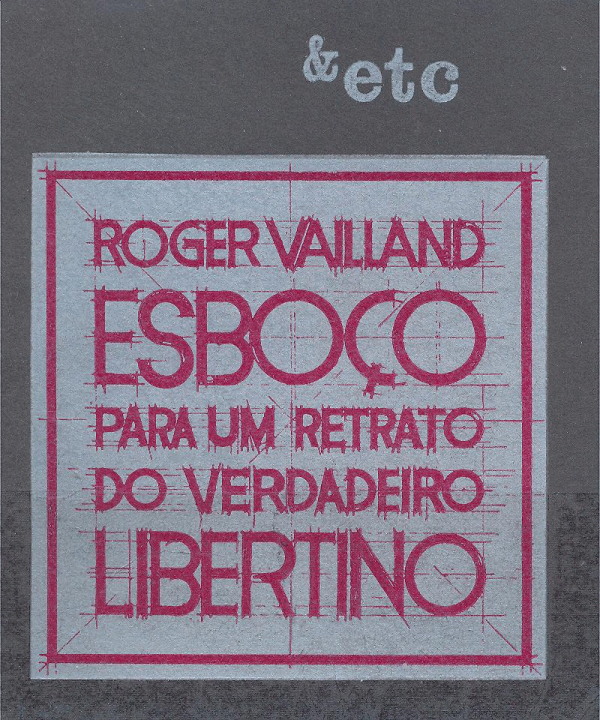 &etc
ROGER VAILLAND
ESBOÇO
PARA UM RETRATO
DO VERDADEIRO
LIBERTINO